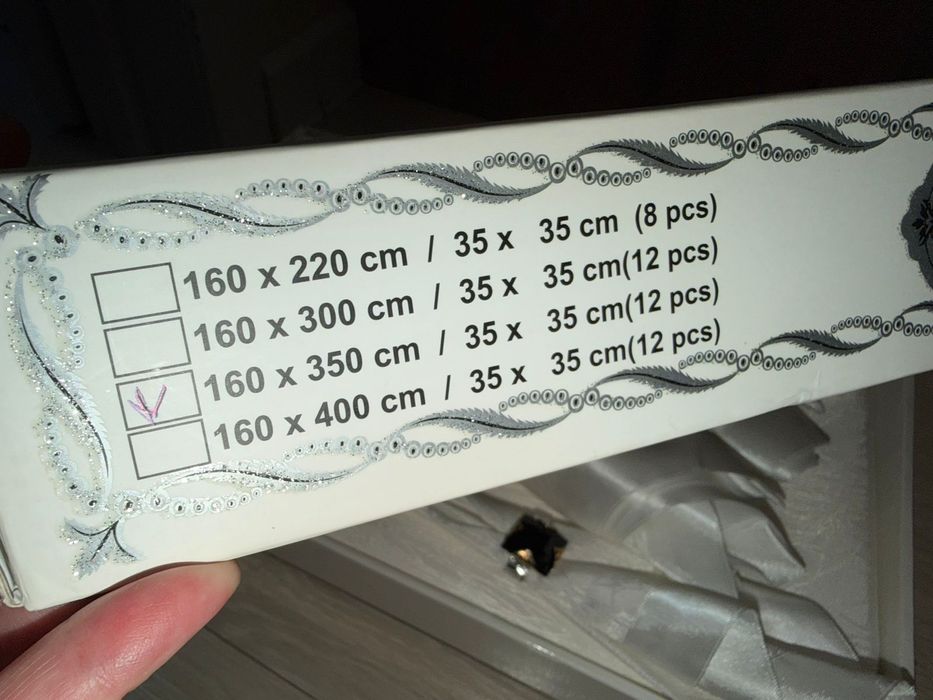 160 x 220 cm / 35 x 35 cm (8 pcs)
160 x 300 cm / 35 x 35 cm(12 pcs)
160 x 350 cm / 35 x 35 cm(12 pcs)
160 x 400 cm / 35 x 35 cm(12 pcs)